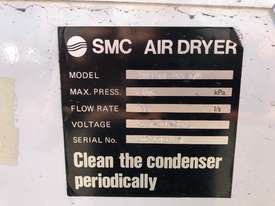 SMC AIR DRYER
MODEL
MAX. PRESS. kPa
FLOW RATE l/s
VOLTAGE
SERIAL No.
Clean the condenser
periodically